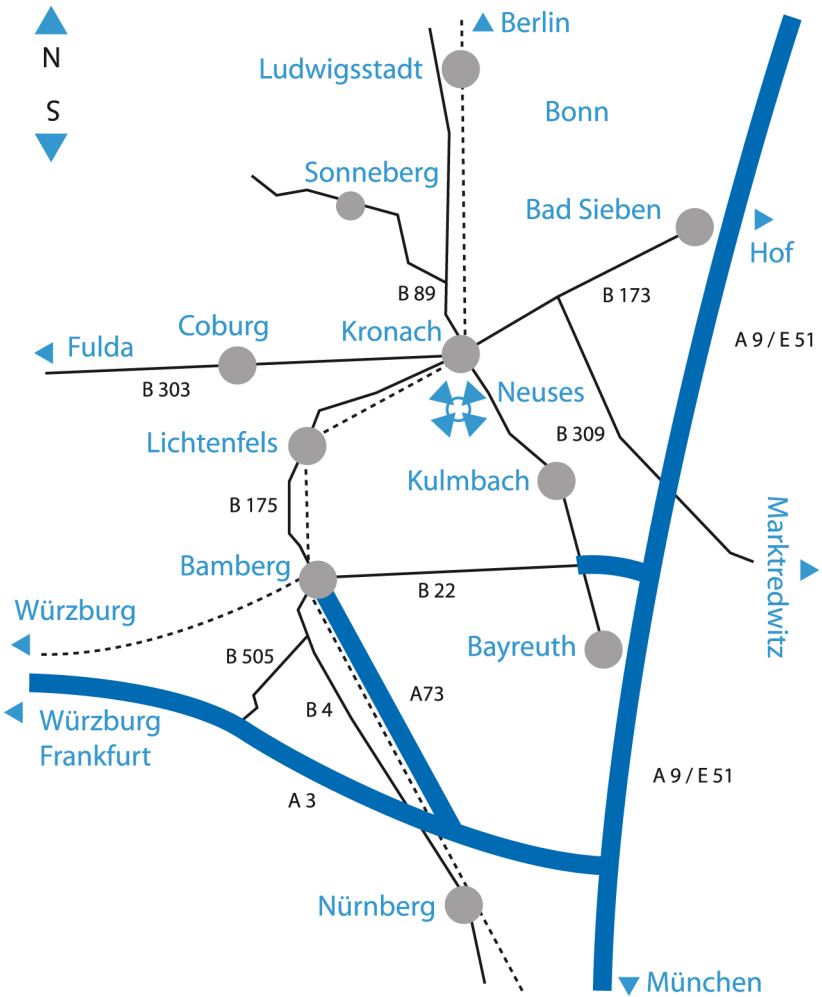 Berlin
N
Ludwigsstadt
S
Bonn
Sonneberg
Bad Sieben
Hof
B 89
B 173
Coburg
Kronach
A 9 / E 51
Fulda
B 303
Neuses
Lichtenfels
B 309
Kulmbach
B 175
Marktredwitz
Bamberg
B 22
Würzburg
Bayreuth
B 505
A73
B 4
Würzburg
Frankfurt
A 9 / E 51
A 3
Nürnberg
München